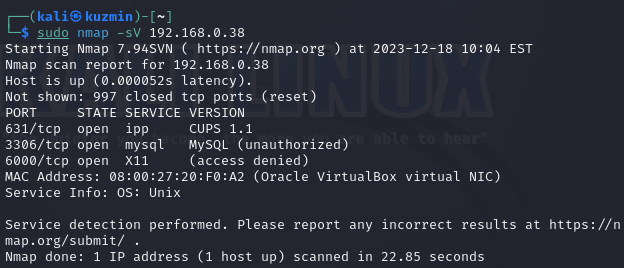 ┌──(kali㉿kuzmin)-[~]
└─$ sudo nmap -sV 192.168.0.38
Starting Nmap 7.94SVN ( https://nmap.org ) at 2023-12-18 10:04 EST
Nmap scan report for 192.168.0.38
Host is up (0.000052s latency).
Not shown: 997 closed tcp ports (reset)
PORT     STATE SERVICE VERSION
631/tcp  open  ipp     CUPS 1.1
3306/tcp open  mysql   MySQL (unauthorized)
6000/tcp open  X11     (access denied)
MAC Address: 08:00:27:20:F0:A2 (Oracle VirtualBox virtual NIC)
Service Info: OS: Unix

Service detection performed. Please report any incorrect results at https://n
map.org/submit/ .
Nmap done: 1 IP address (1 host up) scanned in 22.85 seconds